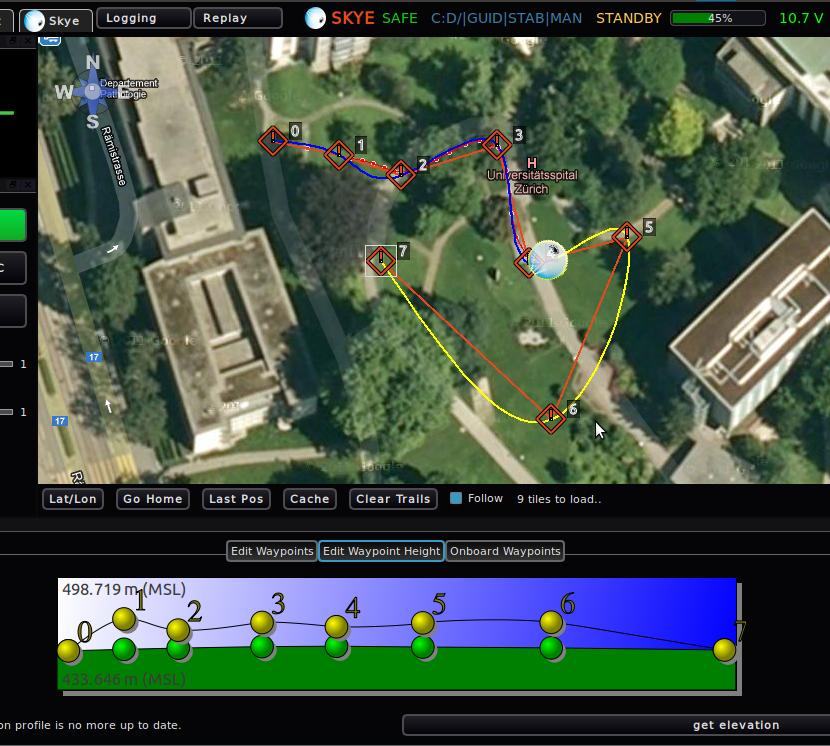 Skye
Logging
Replay
SKYE SAFE C:D/|GUID|STAB|MAN STANDBY 45% 10.7 V
N
W
S
Departement
Pathologie
Rämistrasse
0
1
2
3
H
Universitätsspital
Zürich
5
7
6
17
17
1
1
C
Google
Lat/Lon
Go Home
Last Pos
Cache
Clear Trails
Follow
9 tiles to load..
Edit Waypoints
Edit Waypoint Height
Onboard Waypoints
498.719 m (MSL)
0
1
2
3
4
5
6
7
433.646 m (MSL)
on profile is no more up to date.
get elevation